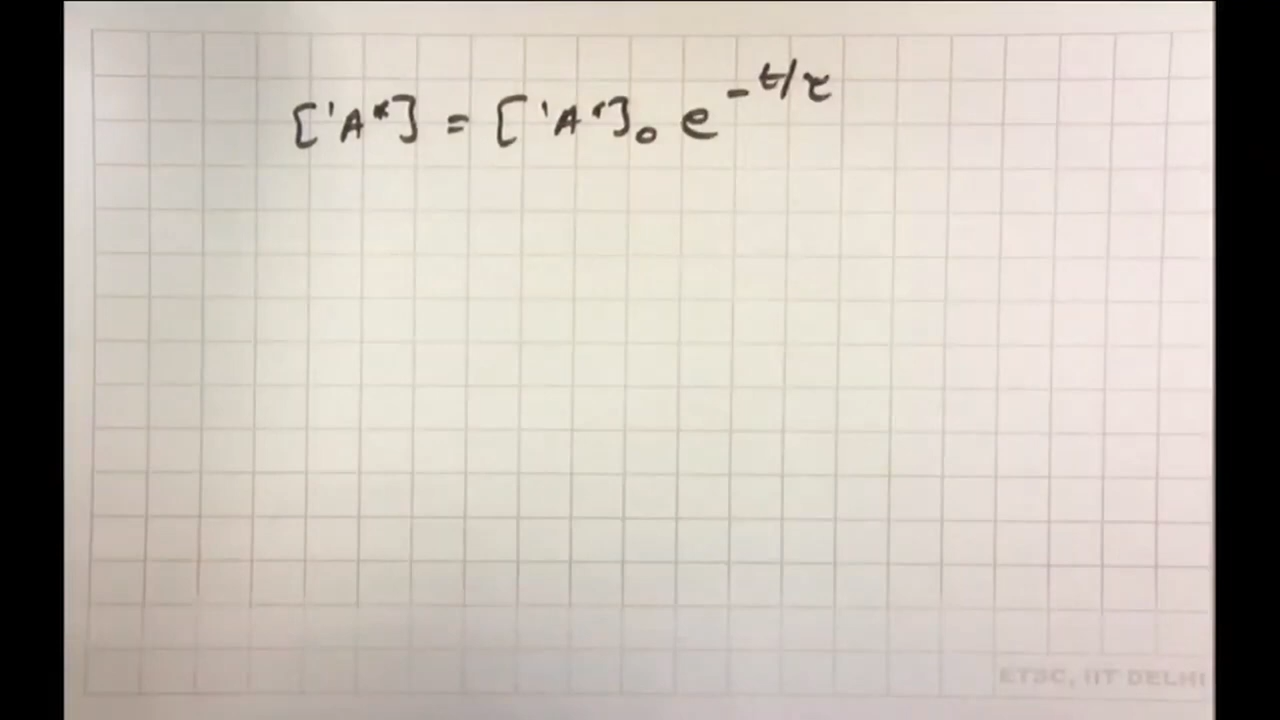 ['A*] = ['A*]₀ e^{-t/τ}
ETSC, IIT DELHI